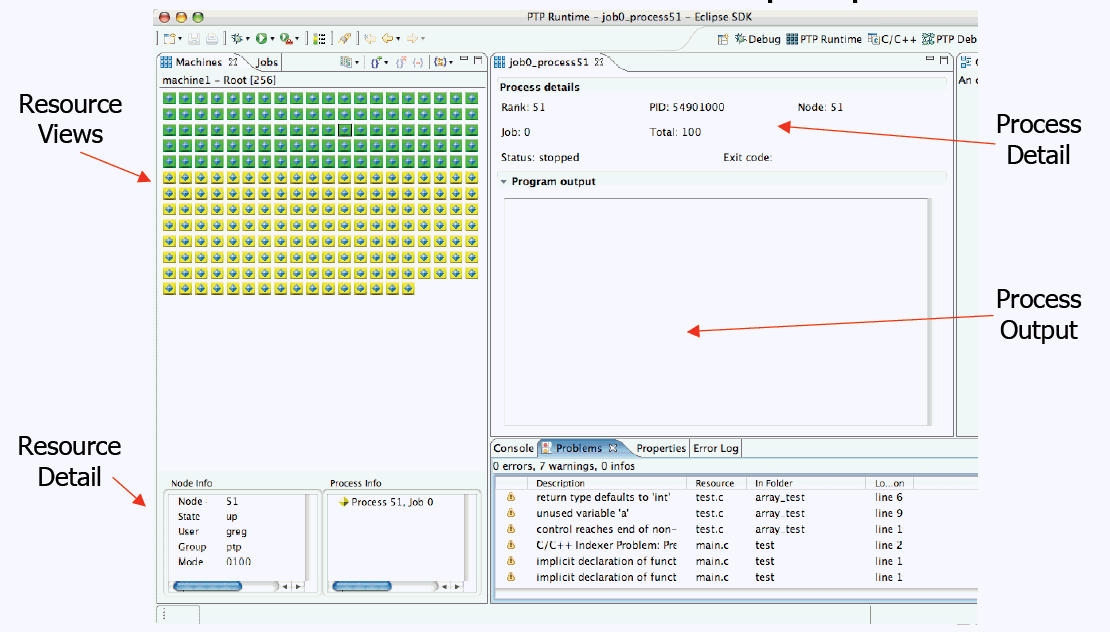 PTP Runtime - job0_process51 - Eclipse SDK
Debug PTP Runtime C/C++ PTP Deb
Machines Jobs
machine1 - Root [256]
job0_process51
Process details
Rank: 51 PID: 54901000 Node: 51
Job: 0 Total: 100
Status: stopped Exit code:
Program output
Resource
Views
Process
Detail
Process
Output
Resource
Detail
Node Info
Node 51
State up
User greg
Group ptp
Mode 0100
Process Info
Process 51, Job 0
Console Problems Properties Error Log
0 errors, 7 warnings, 0 infos
Description Resource In Folder Lo...on
return type defaults to 'int' test.c array_test line 6
unused variable 'a' test.c array_test line 9
control reaches end of non- test.c array_test line 1
C/C++ Indexer Problem: Pre main.c test line 2
implicit declaration of funct main.c test line 1
implicit declaration of funct main.c test line 1